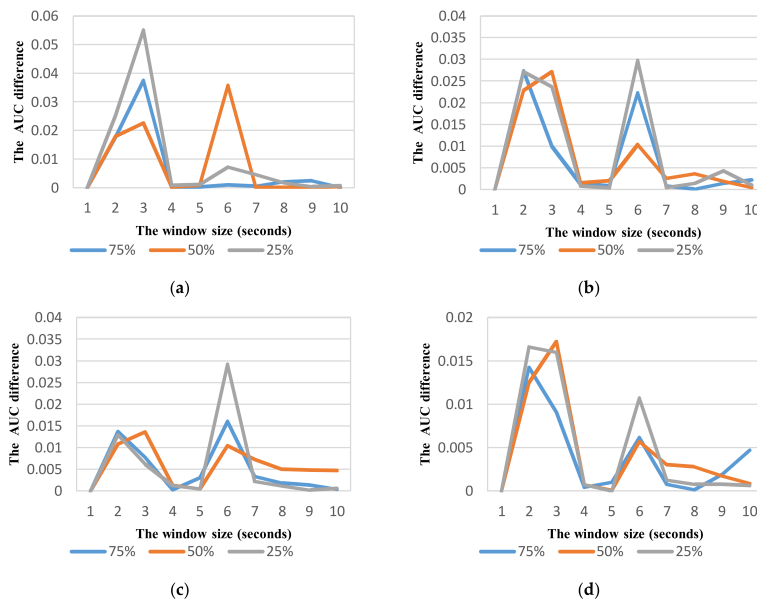 The AUC difference
0.06
0.05
0.04
0.03
0.02
0.01
0
1 2 3 4 5 6 7 8 9 10
The window size (seconds)
75% 50% 25%
(a)
The AUC difference
0.04
0.035
0.03
0.025
0.02
0.015
0.01
0.005
0
1 2 3 4 5 6 7 8 9 10
The window size (seconds)
75% 50% 25%
(b)
The AUC difference
0.04
0.035
0.03
0.025
0.02
0.015
0.01
0.005
0
1 2 3 4 5 6 7 8 9 10
The window size (seconds)
75% 50% 25%
(c)
The AUC difference
0.02
0.015
0.01
0.005
0
1 2 3 4 5 6 7 8 9 10
The window size (seconds)
75% 50% 25%
(d)